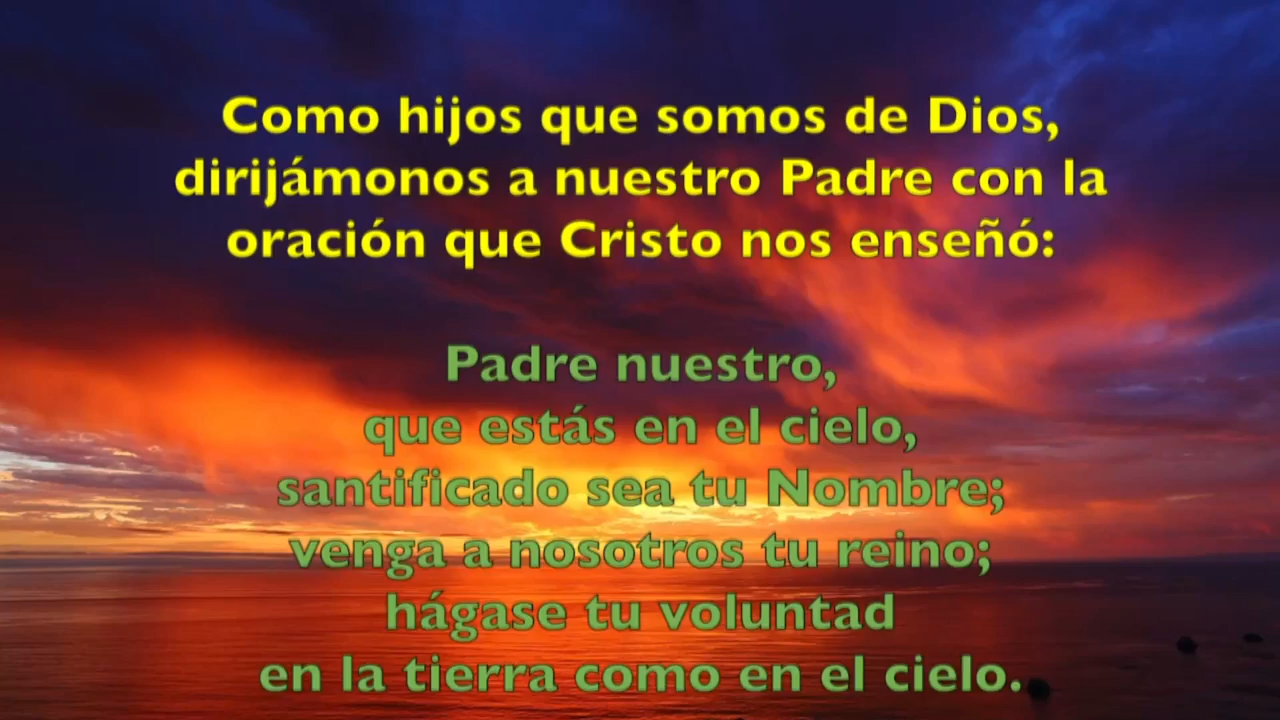 Como hijos que somos de Dios,
dirijámonos a nuestro Padre con la
oración que Cristo nos enseñó:
Padre nuestro,
que estás en el cielo,
santificado sea tu Nombre;
venga a nosotros tu reino;
hágase tu voluntad
en la tierra como en el cielo.